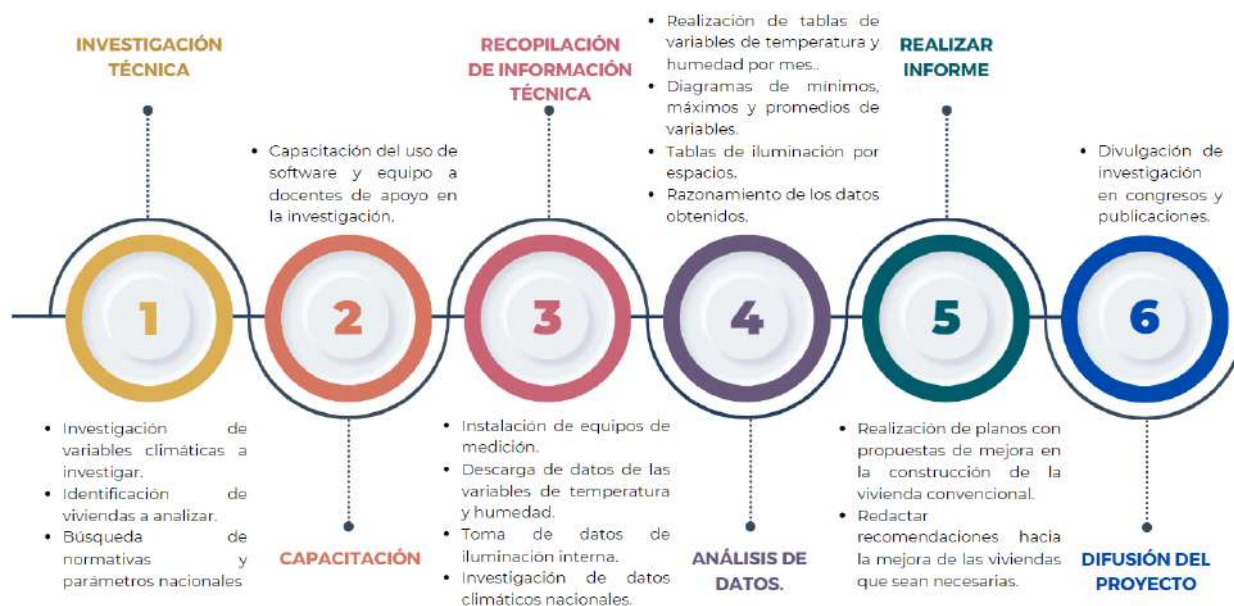 INVESTIGACIÓN
TÉCNICA
1
• Investigación de
variables climáticas a
investigar.
• Identificación de
viviendas a analizar.
• Búsqueda de
normativas y
parámetros nacionales
• Capacitación del uso de
software y equipo a
docentes de apoyo en
la investigación.
2
CAPACITACIÓN
RECOPILACIÓN
DE INFORMACIÓN
TÉCNICA
3
• Instalación de equipos de
medición.
• Descarga de datos de las
variables de temperatura
y humedad.
• Toma de datos de
iluminación interna.
• Investigación de datos
climáticos nacionales.
• Realización de tablas de
variables de temperatura y
humedad por mes..
• Diagramas de mínimos,
máximos y promedios de
variables.
• Tablas de iluminación por
espacios.
• Razonamiento de los datos
obtenidos.
4
ANÁLISIS DE
DATOS.
REALIZAR
INFORME
5
• Realización de planos con
propuestas de mejora en
la construcción de la
vivienda convencional.
• Redactar
recomendaciones hacia
la mejora de las viviendas
que sean necesarias.
• Divulgación de
investigación
en congresos y
publicaciones.
6
DIFUSIÓN DEL
PROYECTO